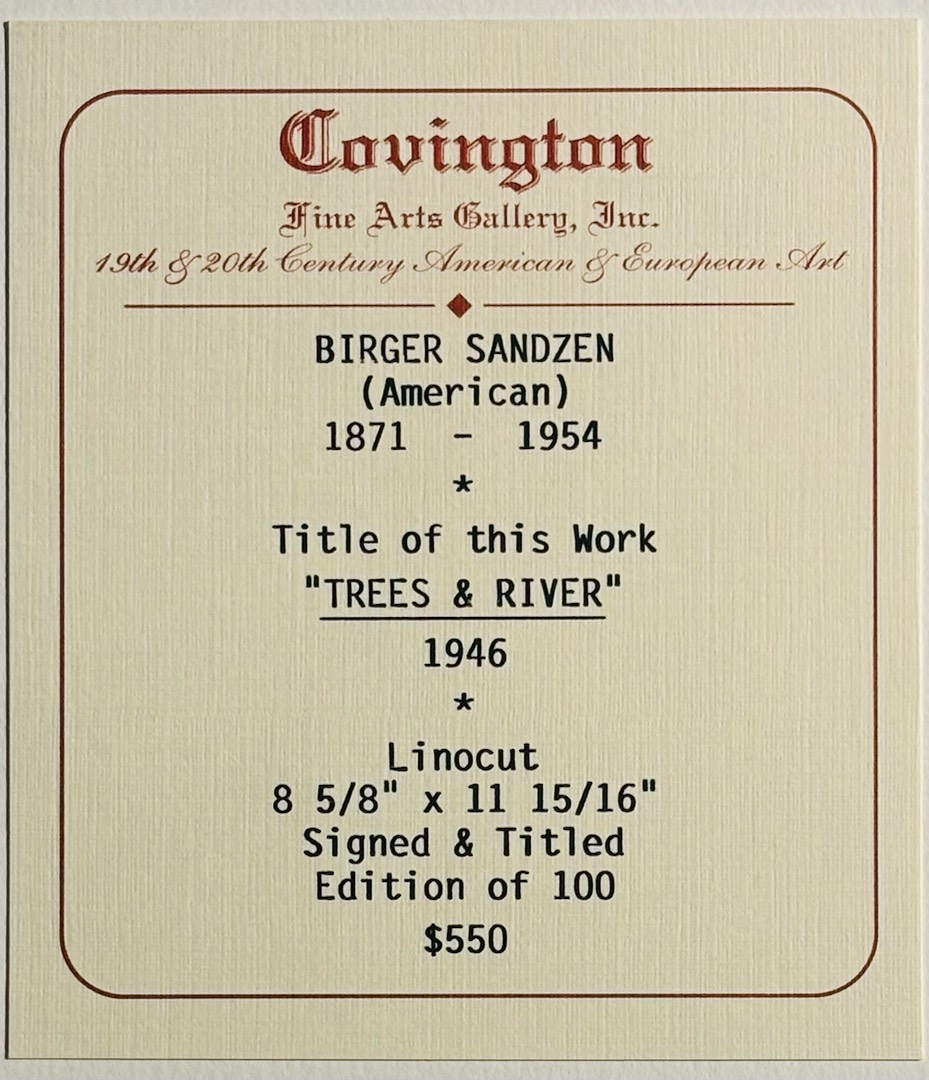 Covington
Fine Arts Gallery, Inc.
19th & 20th Century American & European Art
BIRGER SANDZEN
(American)
1871 - 1954
*
Title of this Work
"TREES & RIVER"
1946
*
Linocut
8 5/8" x 11 15/16"
Signed & Titled
Edition of 100
$550